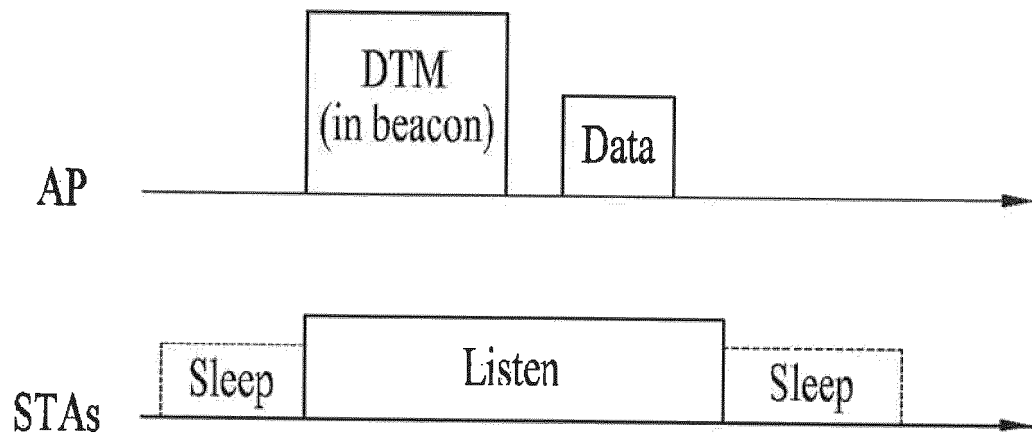 DTM
(in beacon)
Data
AP
Sleep
Listen
Sleep
STAs